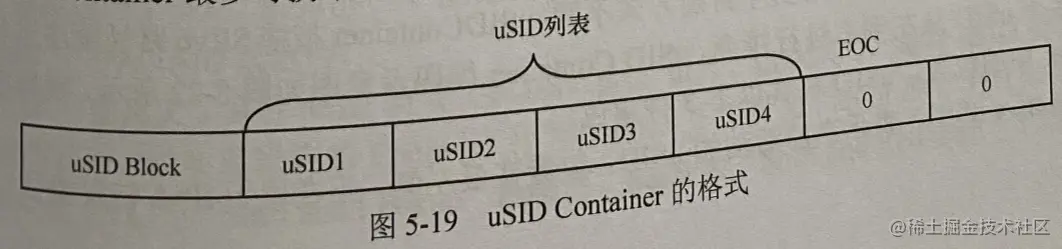 uSID列表
EOC
uSID Block uSID1 uSID2 uSID3 uSID4 0 0
图 5-19 uSID Container 的格式
@稀土掘金技术社区